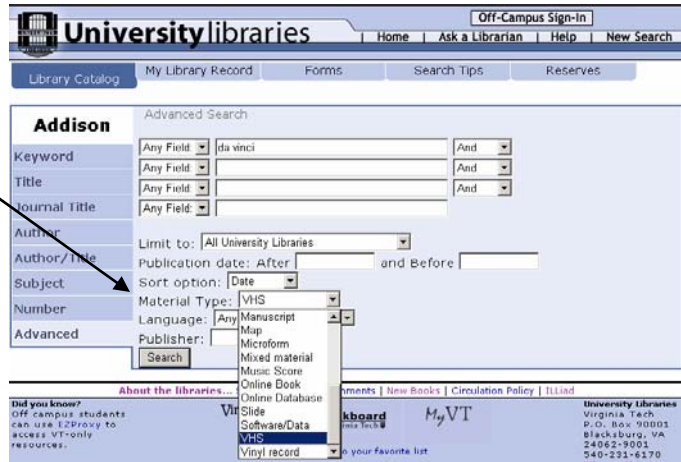 Off-Campus Sign-In
Universitylibraries
| Home | Ask a Librarian | Help | New Search
Library Catalog My Library Record Forms Search Tips Reserves
Addison
Advanced Search
Keyword
Title
Journal Title
Author
Author/Title
Subject
Number
Advanced
Any Field: da vinci And
Any Field: And
Any Field: And
Any Field:
Limit to: All University Libraries
Publication date: After and Before
Sort option: Date
Material Type: VHS
Language: Any
Publisher:
Search
Manuscript
Map
Microform
Mixed material
Music Score
Online Book
Online Database
Slide
Software/Data
VHS
Vinyl record
About the libraries... | New Books | Circulation Policy | ILLiad
Did you know?
Off campus students
can use EZProxy to
access VT-only
resources.
MyVT
o your favorite list
University Libraries
Virginia Tech
P.O. Box 90001
Blacksburg, VA
24062-9001
540-231-6170